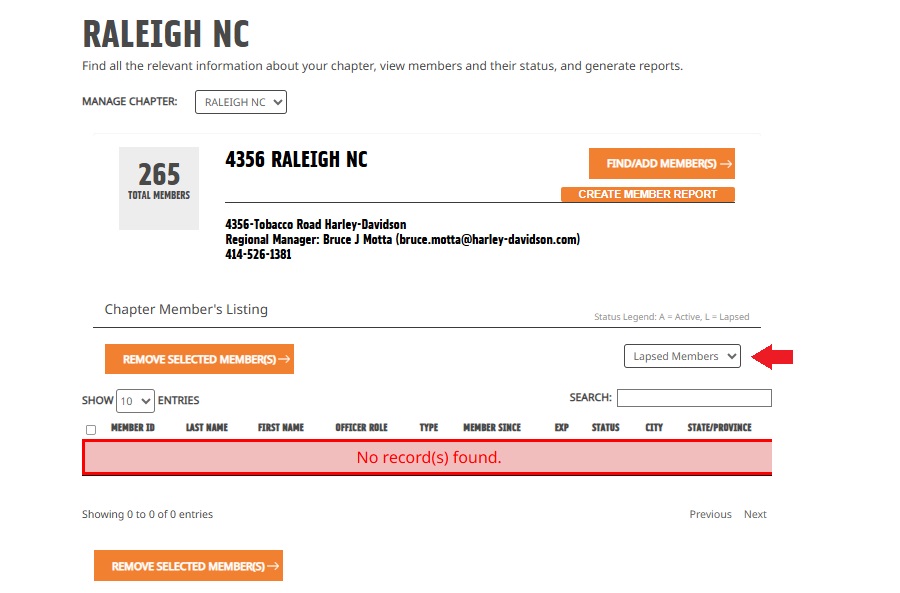 RALEIGH NC
Find all the relevant information about your chapter, view members and their status, and generate reports.
MANAGE CHAPTER: RALEIGH NC
265
TOTAL MEMBERS
4356 RALEIGH NC
FIND/ADD MEMBER(S)
CREATE MEMBER REPORT
4356-Tobacco Road Harley-Davidson
Regional Manager: Bruce J Motta (bruce.motta@harley-davidson.com)
414-526-1381
Chapter Member's Listing
Status Legend: A = Active, L = Lapsed
REMOVE SELECTED MEMBER(S)
Lapsed Members
SHOW 10 ENTRIES
SEARCH:
MEMBER ID LAST NAME FIRST NAME OFFICER ROLE TYPE MEMBER SINCE EXP STATUS CITY STATE/PROVINCE
No record(s) found.
Showing 0 to 0 of 0 entries
Previous Next
REMOVE SELECTED MEMBER(S)